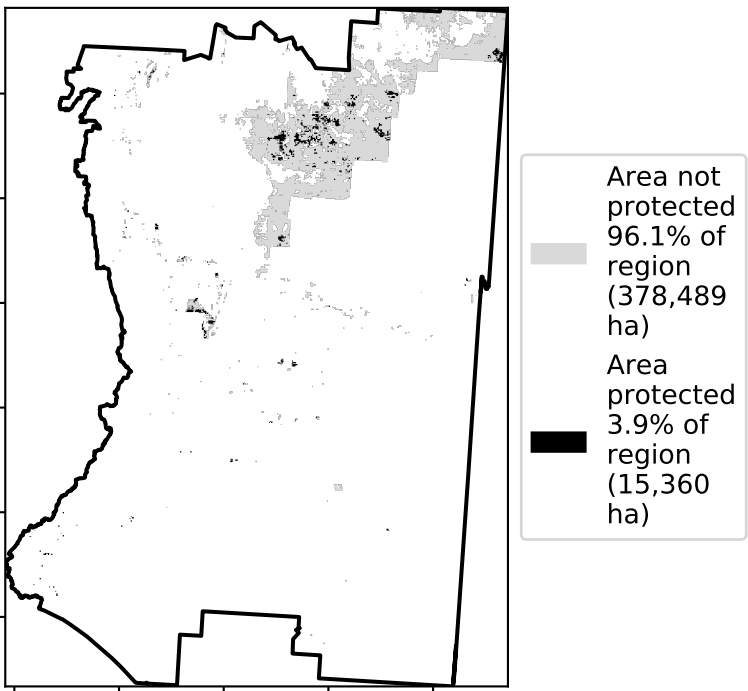 Area not
protected
96.1% of
region
(378,489
ha)
Area
protected
3.9% of
region
(15,360
ha)